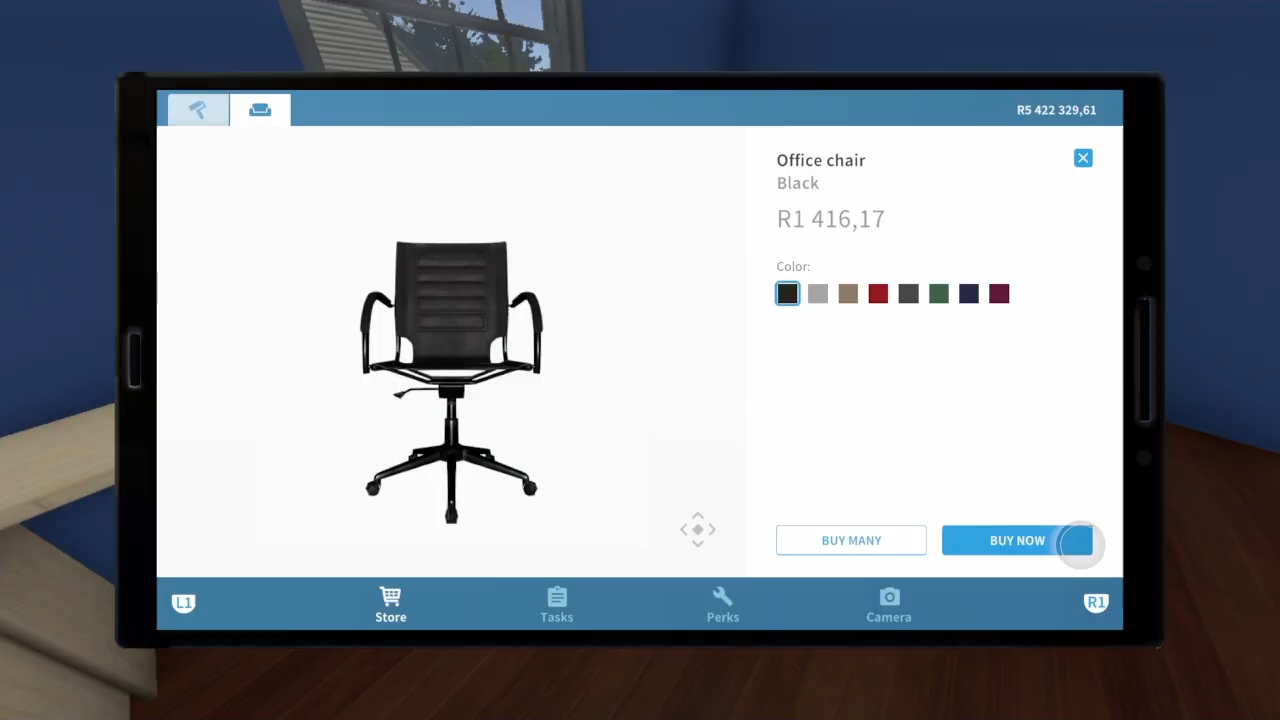 R5 422 329,61
Office chair
Black
R1 416,17
Color:
BUY MANY
BUY NOW
L1
Store
Tasks
Perks
Camera
R1